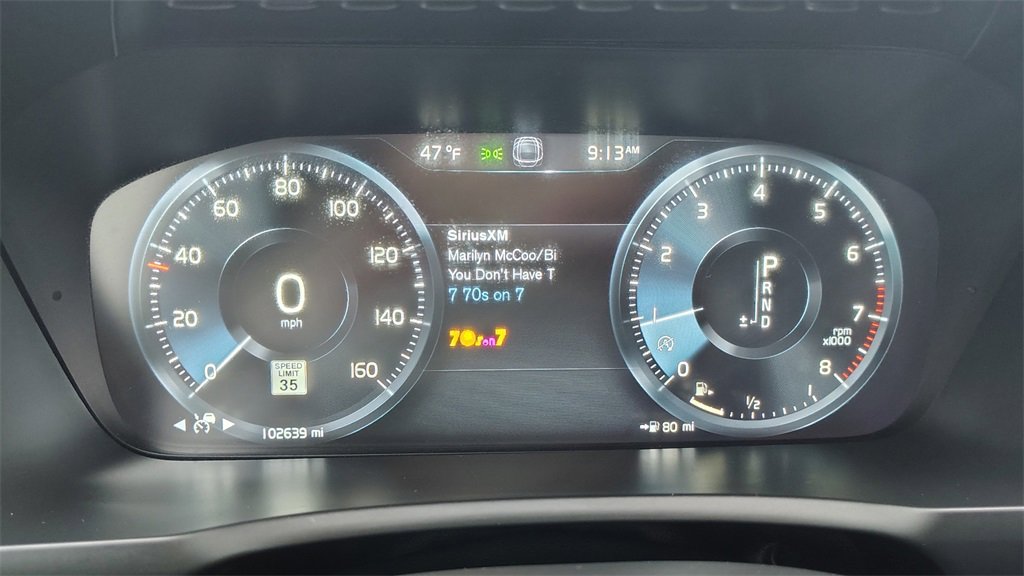 47 °F
9:13 AM
SiriusXM
Marilyn McCoo/Bi
You Don't Have T
7 70s on 7
70s on 7
0
20
40
60
80
100
120
140
160
0
mph
SPEED
LIMIT
35
102639 mi
0
2
3
4
5
6
7
8
rpm
x1000
P
R
N
D
±
A
1/2
1
80 mi